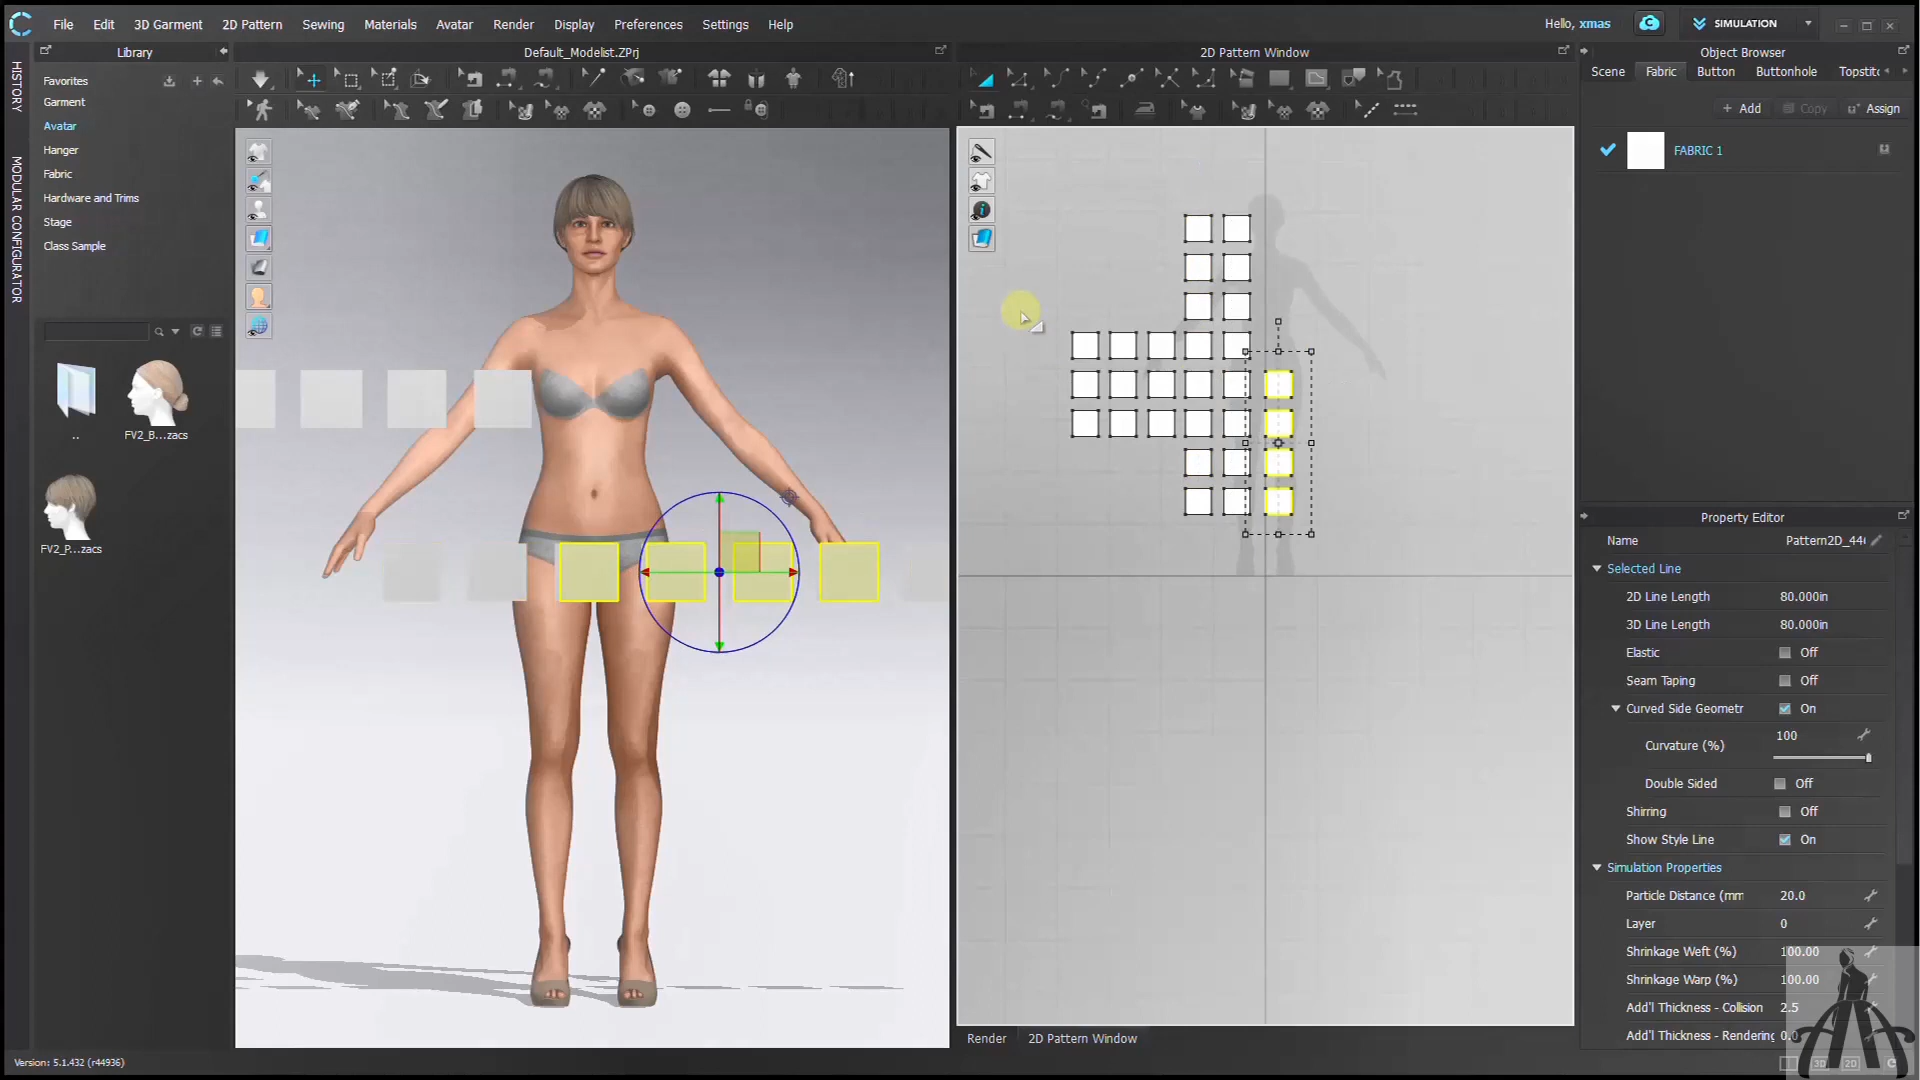 File Edit 3D Garment 2D Pattern Sewing Materials Avatar Render Display Preferences Settings Help
Hello, xmas
SIMULATION
HISTORY
MODULAR CONFIGURATOR
Library
Favorites
Garment
Avatar
Hanger
Fabric
Hardware and Trims
Stage
Class Sample
..
FV2_B...zacs
FV2_P...zacs
Default_Modelist.ZPrj
2D Pattern Window
Object Browser
Scene Fabric Button Buttonhole Topstitc
+ Add Copy Assign
FABRIC 1
Property Editor
Name Pattern2D_446
Selected Line
2D Line Length 80.000in
3D Line Length 80.000in
Elastic Off
Seam Taping Off
Curved Side Geometr On
Curvature (%) 100
Double Sided Off
Shirring Off
Show Style Line On
Simulation Properties
Particle Distance (mm 20.0
Layer 0
Shrinkage Weft (%) 100.00
Shrinkage Warp (%) 100.00
Add'l Thickness - Collision 2.5
Add'l Thickness - Rendering 0.0
Render 2D Pattern Window
Version: 5.1.432 (r44936)
3D 2D